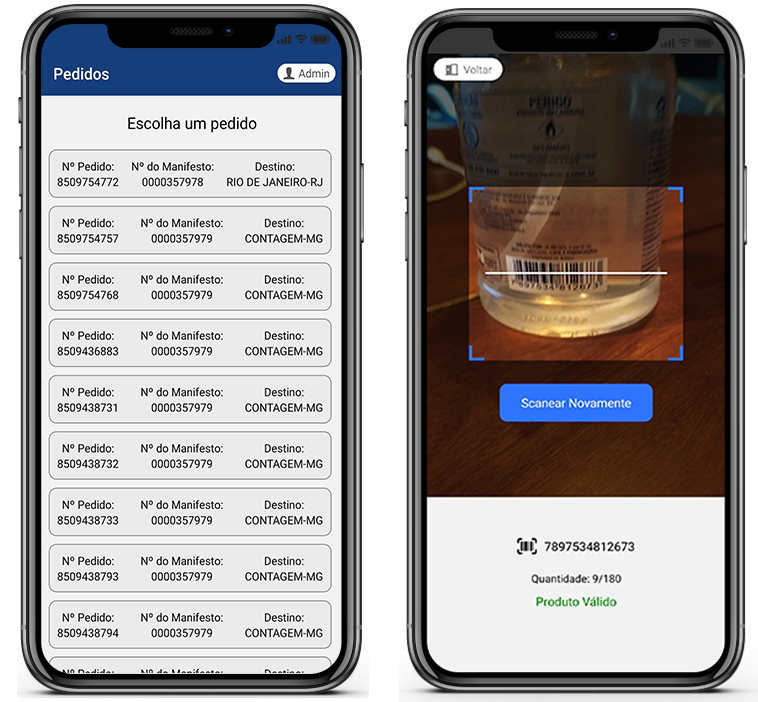 Pedidos
Admin
Escolha um pedido
Nº Pedido: Nº do Manifesto: Destino:
8509754772 0000357978 RIO DE JANEIRO-RJ
Nº Pedido: Nº do Manifesto: Destino:
8509754757 0000357979 CONTAGEM-MG
Nº Pedido: Nº do Manifesto: Destino:
8509754768 0000357979 CONTAGEM-MG
Nº Pedido: Nº do Manifesto: Destino:
8509436883 0000357979 CONTAGEM-MG
Nº Pedido: Nº do Manifesto: Destino:
8509438731 0000357979 CONTAGEM-MG
Nº Pedido: Nº do Manifesto: Destino:
8509438732 0000357979 CONTAGEM-MG
Nº Pedido: Nº do Manifesto: Destino:
8509438733 0000357979 CONTAGEM-MG
Nº Pedido: Nº do Manifesto: Destino:
8509438793 0000357979 CONTAGEM-MG
Nº Pedido: Nº do Manifesto: Destino:
8509438794 0000357979 CONTAGEM-MG
Nº Pedido: Nº do Manifesto: Destino:
Voltar
PERIGO
7897534812673
Scanear Novamente
7897534812673
Quantidade: 9/180
Produto Válido